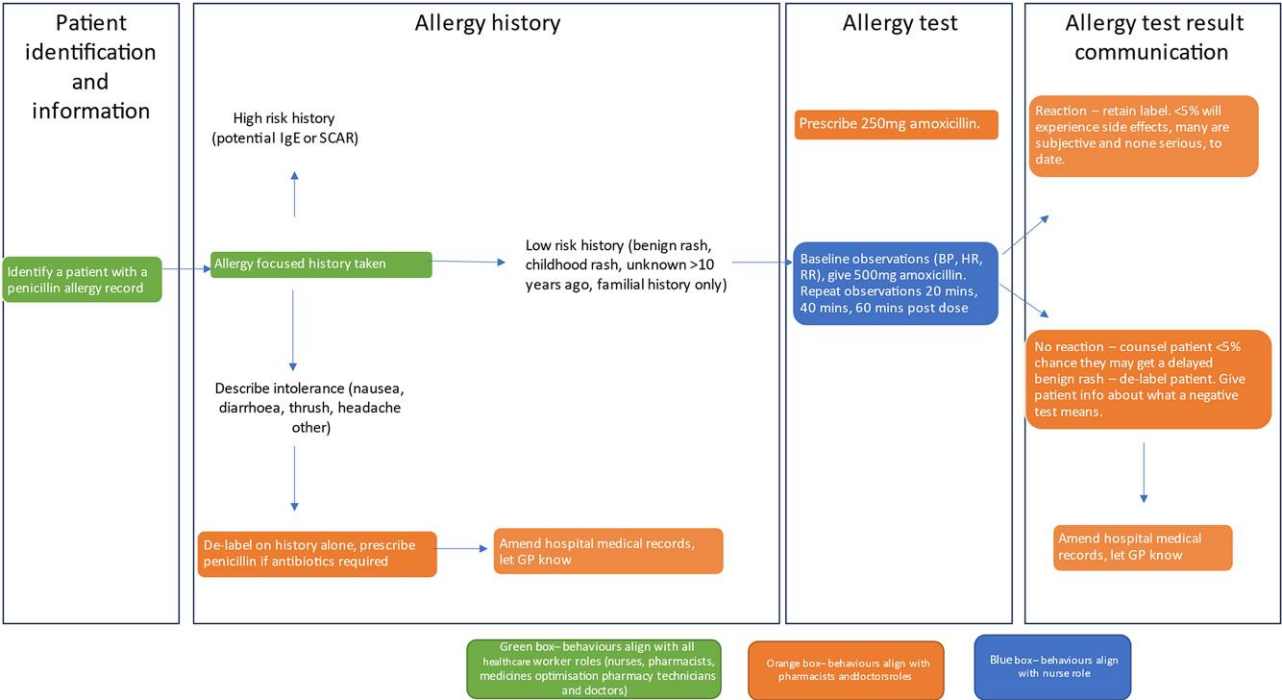 Patient
identification
and
information
Allergy history
Allergy test
Allergy test result
communication
High risk history
(potential IgE or SCAR)
Prescribe 250mg amoxicillin.
Reaction – retain label. <5% will
experience side effects, many are
subjective and none serious, to
date.
Identify a patient with a
penicillin allergy record
Allergy focused history taken
Low risk history (benign rash,
childhood rash, unknown >10
years ago, familial history only)
Baseline observations (BP, HR,
RR), give 500mg amoxicillin.
Repeat observations 20 mins,
40 mins, 60 mins post dose
No reaction – counsel patient <5%
chance they may get a delayed
benign rash – de-label patient. Give
patient info about what a negative
test means.
Describe intolerance (nausea,
diarrhoea, thrush, headache
other)
De-label on history alone, prescribe
penicillin if antibiotics required
Amend hospital medical records,
let GP know
Amend hospital medical
records, let GP know
Green box– behaviours align with all
healthcare worker roles (nurses, pharmacists,
medicines optimisation pharmacy technicians
and doctors)
Orange box– behaviours align with
pharmacists anddoctorsroles
Blue box– behaviours align
with nurse role